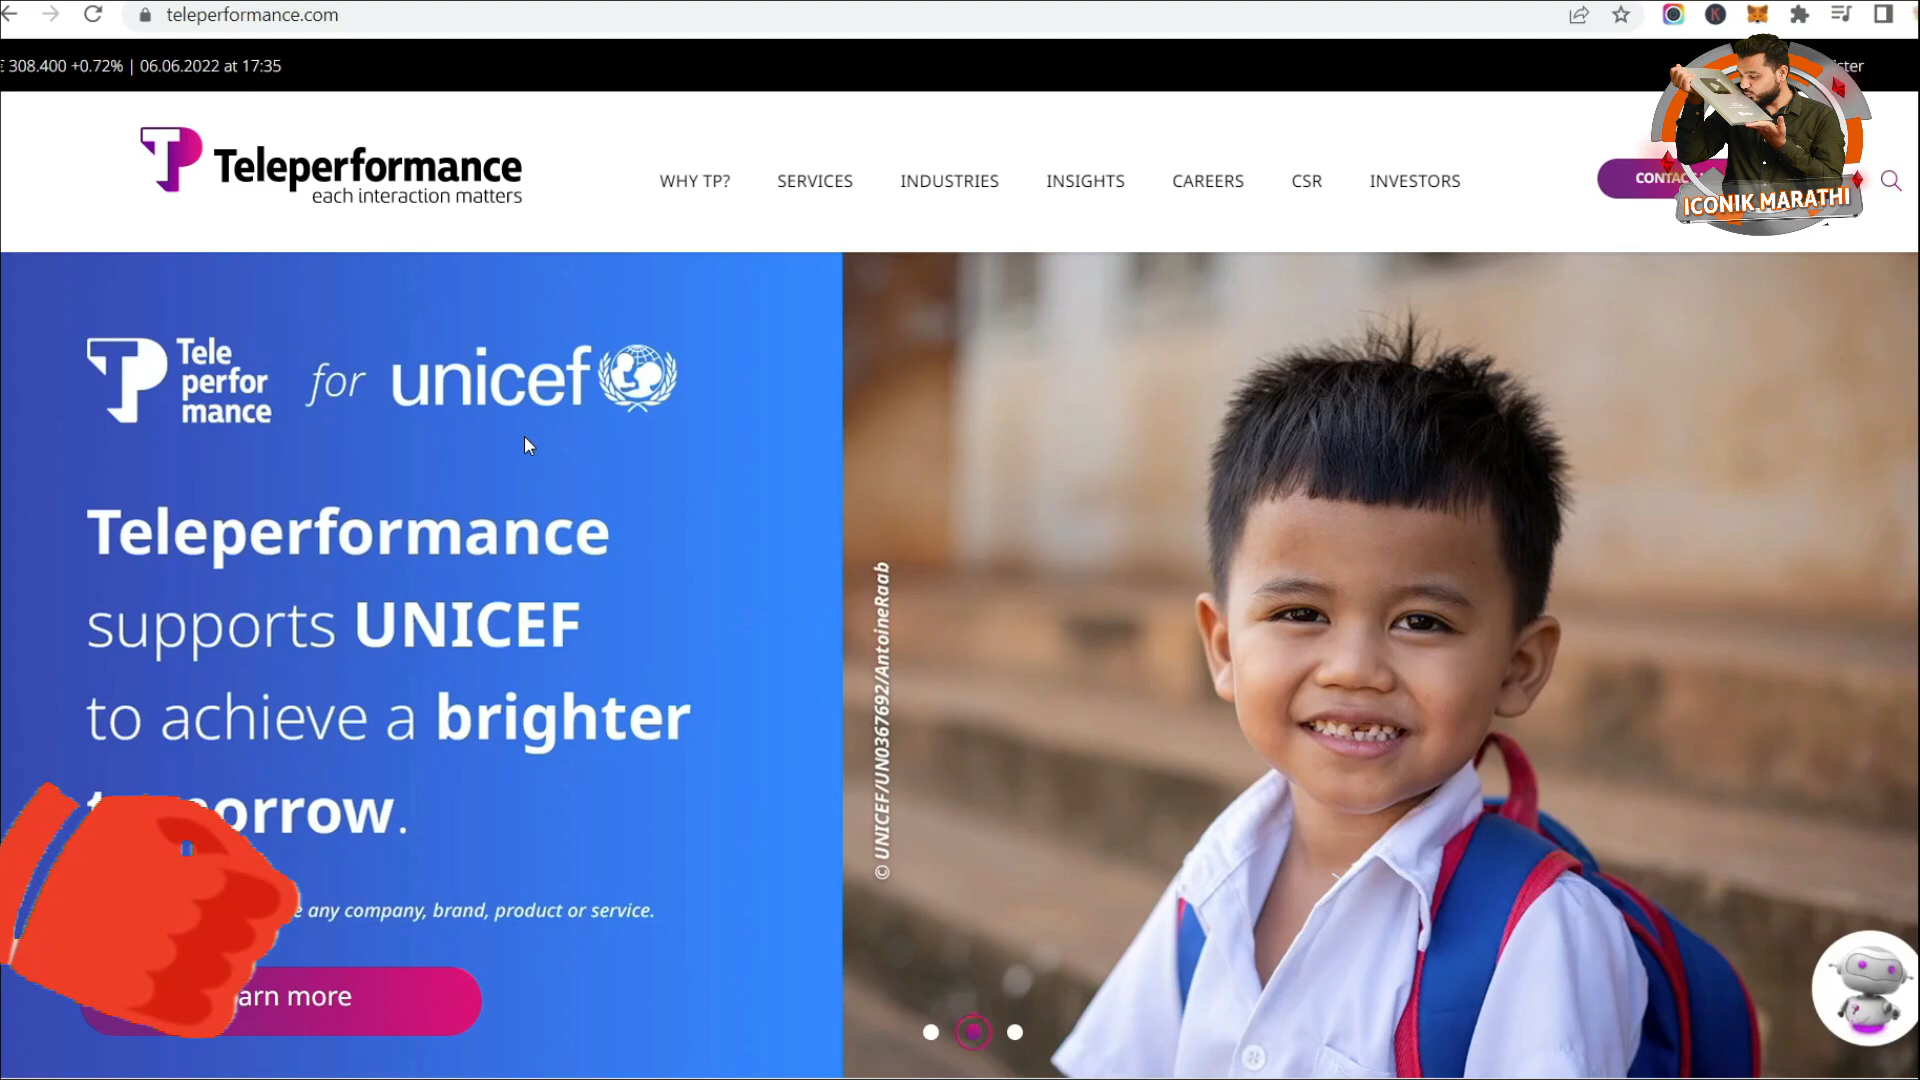 teleperformance.com
308.400 +0.72% | 06.06.2022 at 17:35
Teleperformance
each interaction matters
WHY TP?
SERVICES
INDUSTRIES
INSIGHTS
CAREERS
CSR
INVESTORS
ICONIK MARATHI
Tele
perfor
mance
for unicef
Teleperformance
supports UNICEF
to achieve a brighter
any company, brand, product or service.
more
© UNICEF/UN0367692/AntoineRaab